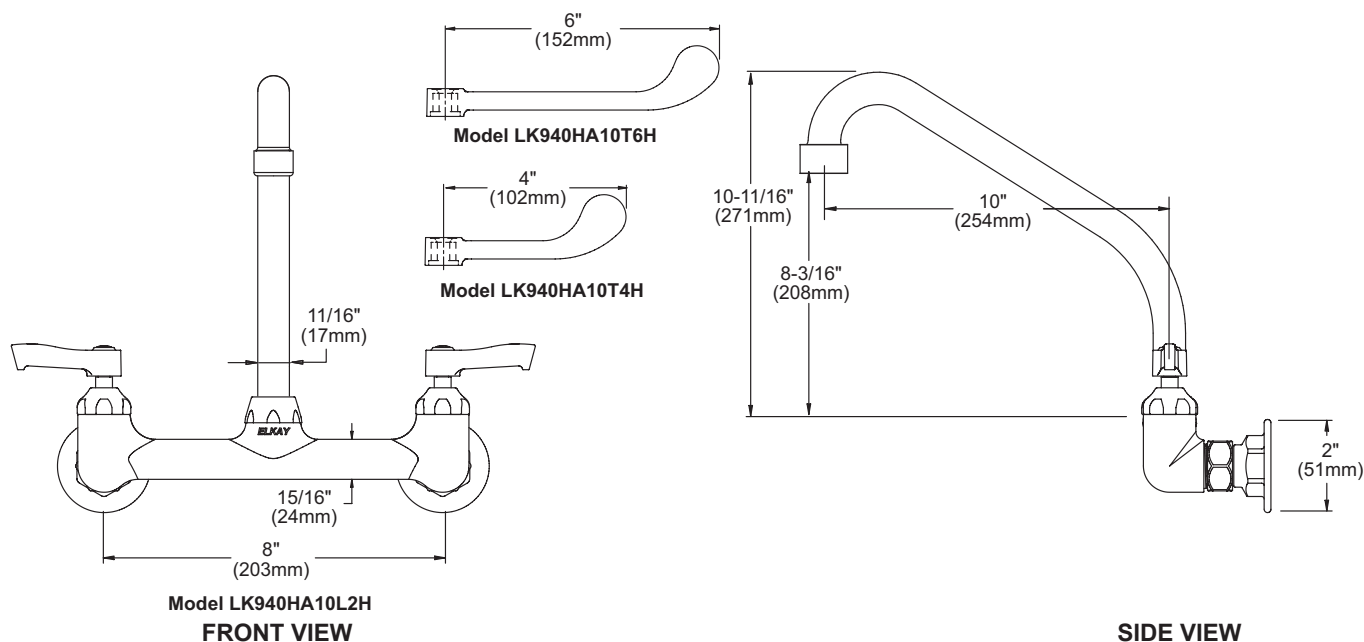 6"
(152mm)
Model LK940HA10T6H
4"
(102mm)
Model LK940HA10T4H
11/16"
(17mm)
ELKAY
15/16"
(24mm)
8"
(203mm)
Model LK940HA10L2H
FRONT VIEW
10-11/16"
(271mm)
10"
(254mm)
8-3/16"
(208mm)
2"
(51mm)
SIDE VIEW